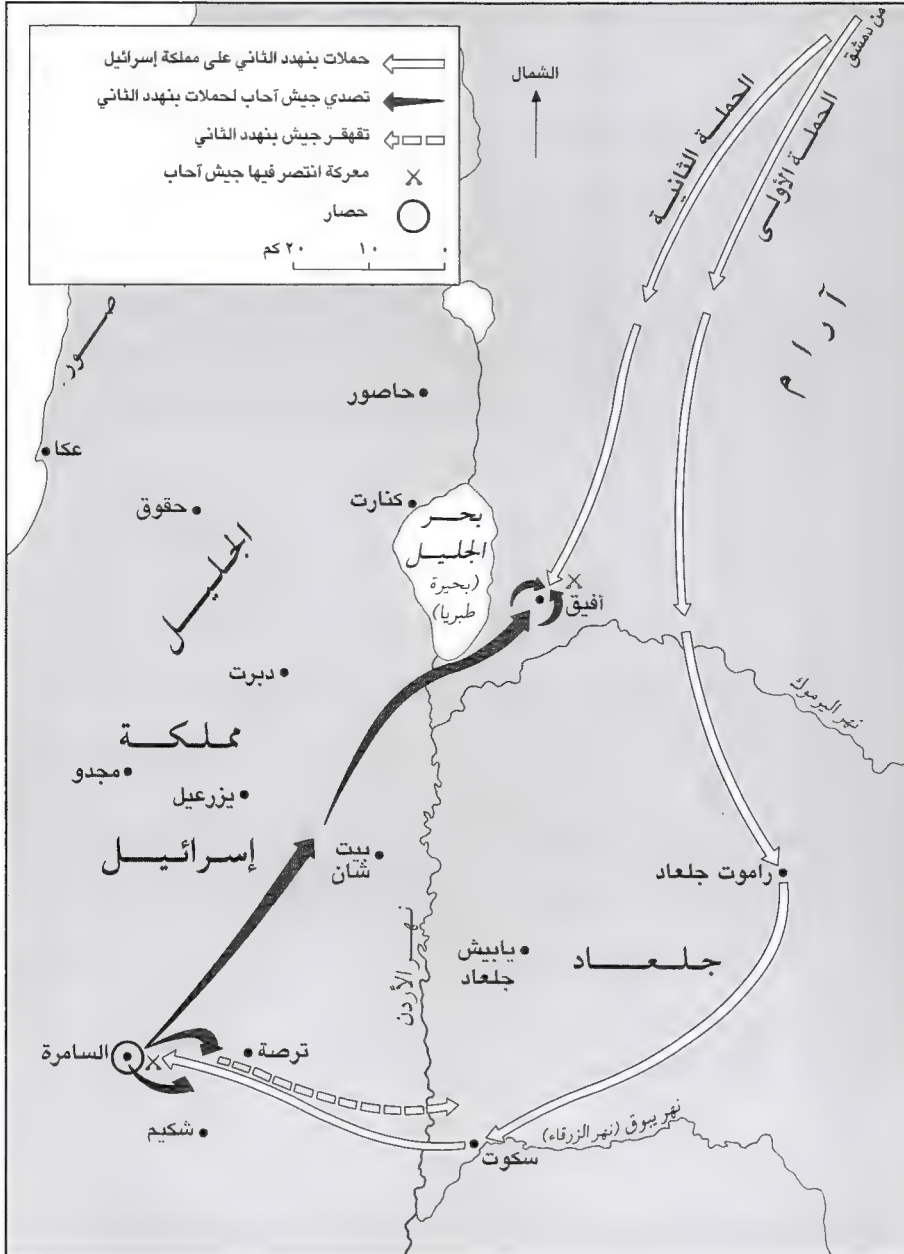 حملات بنهدد الثاني على مملكة إسرائيل
تصدي جيش آحاب لحملات بنهدد الثاني
تقهقر جيش بنهدد الثاني
معركة انتصر فيها جيش آحاب
حصار
٠ ١٠ ٢٠ كم
الشمال
من دمشق
الحملة الأولى
الحملة الثانية
آرام
صور
حاصور
عكا
كنارت
حقوق
بحر
الجليل
(بحيرة
طبريا)
الجليل
أفيق
دبرت
نهر اليرموك
مملكة
مجدو
يزرعيل
إسرائيل
بيت
شان
راموت جلعاد
نهر الأردن
يابيش
جلعاد
جلعاد
السامرة
ترصة
شكيم
سكوت
نهر يبوق (نهر الزرقاء)